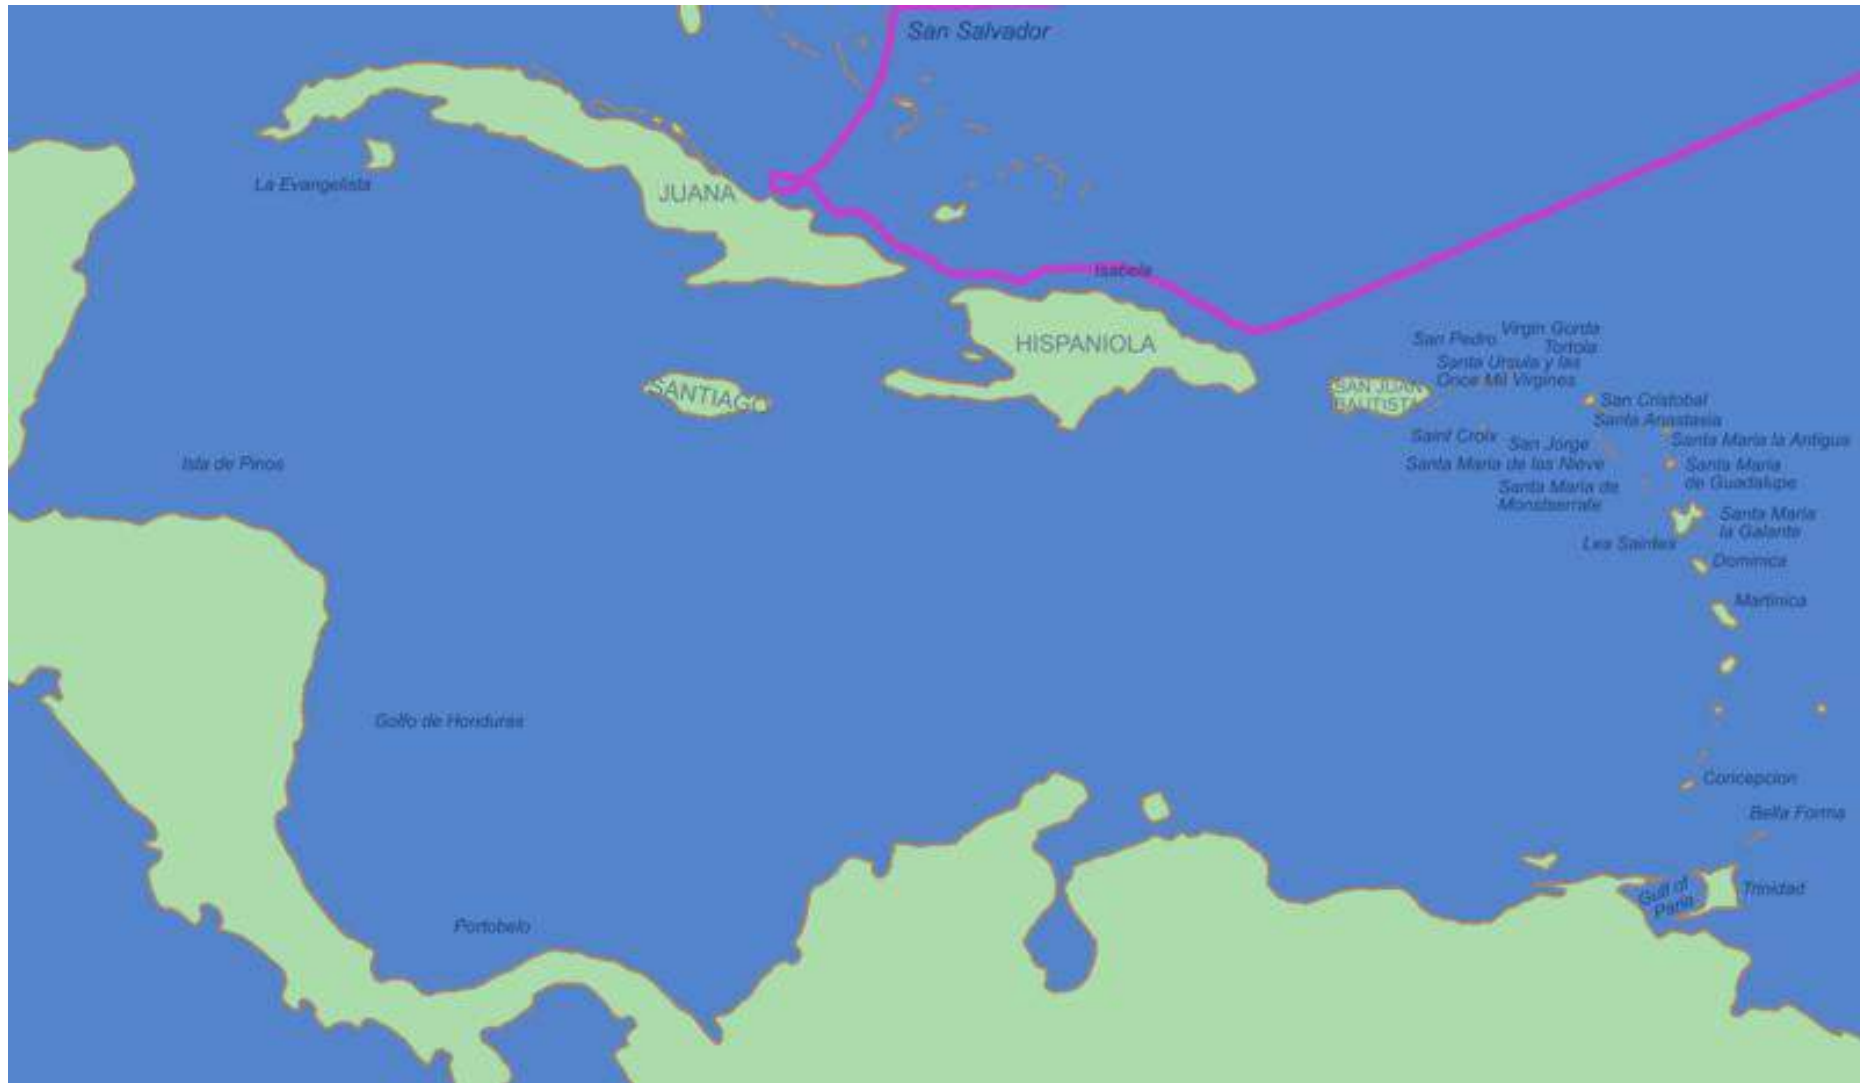 San Salvador
La Evangelista
JUANA
Isabela
HISPANIOLA
SANTIAGO
SAN JUAN
BAUTISTA
San Pedro
Virgin Gorda
Tortola
Santa Ursula y las
Once Mil Virgines
San Cristobal
Santa Anastasia
Saint Croix
San Jorge
Santa Maria la Antigua
Santa Maria de las Nieve
Santa Maria
de Guadalupe
Santa Maria de
Monstserrate
Santa Maria
la Galante
Les Saintes
Dominica
Martinica
Isla de Pinos
Golfo de Honduras
Concepcion
Bella Forma
Gulf of
Paria
Trinidad
Portobelo